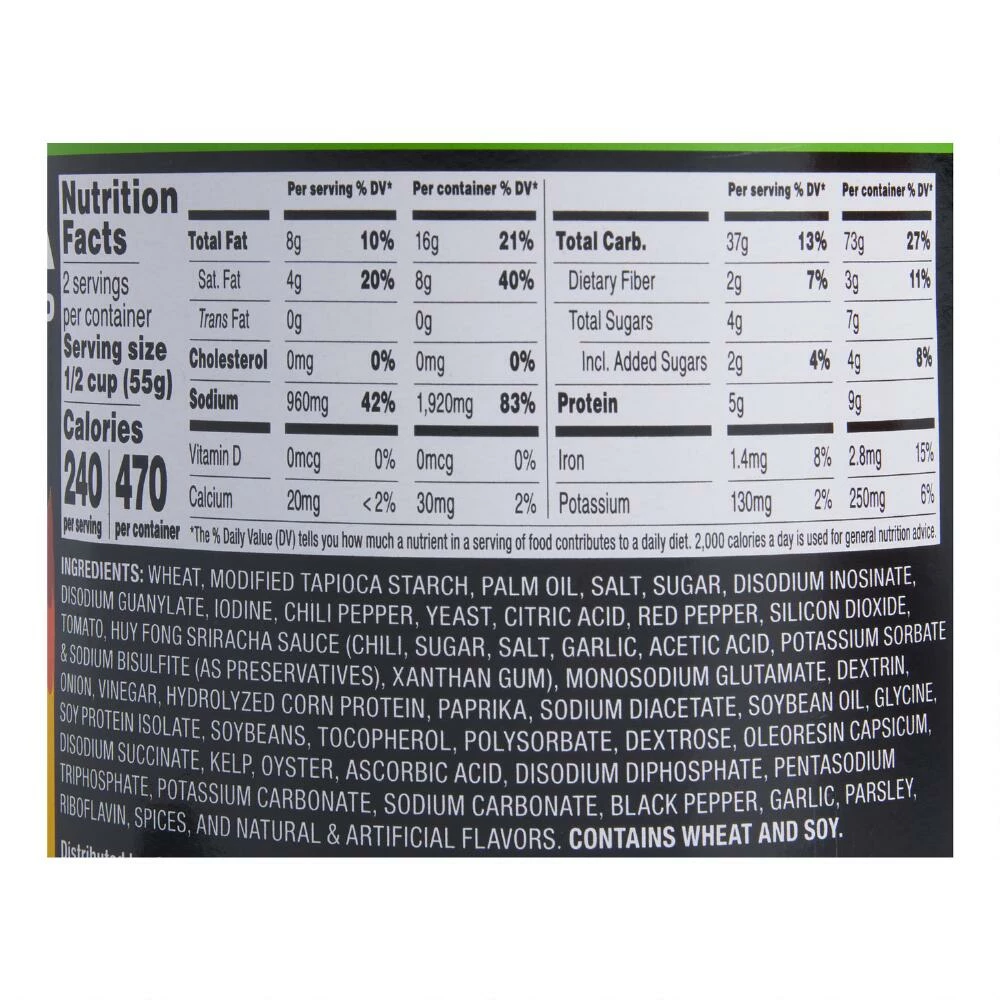 Nutrition
Facts
2 servings
per container
Serving size
1/2 cup (55g)
Calories
240 470
per serving per container
Per serving % DV* Per container % DV*
Total Fat 8g 10% 16g 21%
Sat. Fat 4g 20% 8g 40%
Trans Fat 0g 0g
Cholesterol 0mg 0% 0mg 0%
Sodium 960mg 42% 1,920mg 83%
Vitamin D 0mcg 0% 0mcg 0%
Calcium 20mg <2% 30mg 2%
Per serving % DV* Per container % DV*
Total Carb. 37g 13% 73g 27%
Dietary Fiber 2g 7% 3g 11%
Total Sugars 4g 7g
Incl. Added Sugars 2g 4% 4g 8%
Protein 5g 9g
Iron 1.4mg 8% 2.8mg 15%
Potassium 130mg 2% 250mg 6%
*The % Daily Value (DV) tells you how much a nutrient in a serving of food contributes to a daily diet. 2,000 calories a day is used for general nutrition advice.
INGREDIENTS: WHEAT, MODIFIED TAPIOCA STARCH, PALM OIL, SALT, SUGAR, DISODIUM INOSINATE,
DISODIUM GUANYLATE, IODINE, CHILI PEPPER, YEAST, CITRIC ACID, RED PEPPER, SILICON DIOXIDE,
TOMATO, HUY FONG SRIRACHA SAUCE (CHILI, SUGAR, SALT, GARLIC, ACETIC ACID, POTASSIUM SORBATE
& SODIUM BISULFITE (AS PRESERVATIVES), XANTHAN GUM), MONOSODIUM GLUTAMATE, DEXTRIN,
ONION, VINEGAR, HYDROLYZED CORN PROTEIN, PAPRIKA, SODIUM DIACETATE, SOYBEAN OIL, GLYCINE,
SOY PROTEIN ISOLATE, SOYBEANS, TOCOPHEROL, POLYSORBATE, DEXTROSE, OLEORESIN CAPSICUM,
DISODIUM SUCCINATE, KELP, OYSTER, ASCORBIC ACID, DISODIUM DIPHOSPHATE, PENTASODIUM
TRIPHOSPHATE, POTASSIUM CARBONATE, SODIUM CARBONATE, BLACK PEPPER, GARLIC, PARSLEY,
RIBOFLAVIN, SPICES, AND NATURAL & ARTIFICIAL FLAVORS. CONTAINS WHEAT AND SOY.